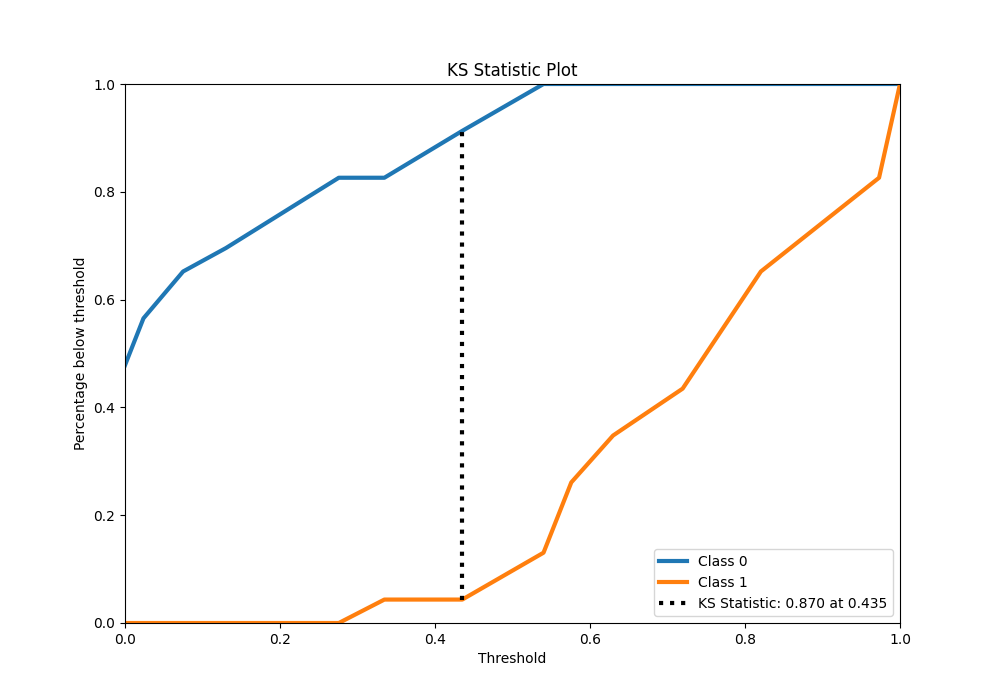 KS Statistic Plot
1.0
0.8
0.6
0.4
0.2
0.0
Percentage below threshold
0.0 0.2 0.4 0.6 0.8 1.0
Threshold
Class 0
Class 1
KS Statistic: 0.870 at 0.435